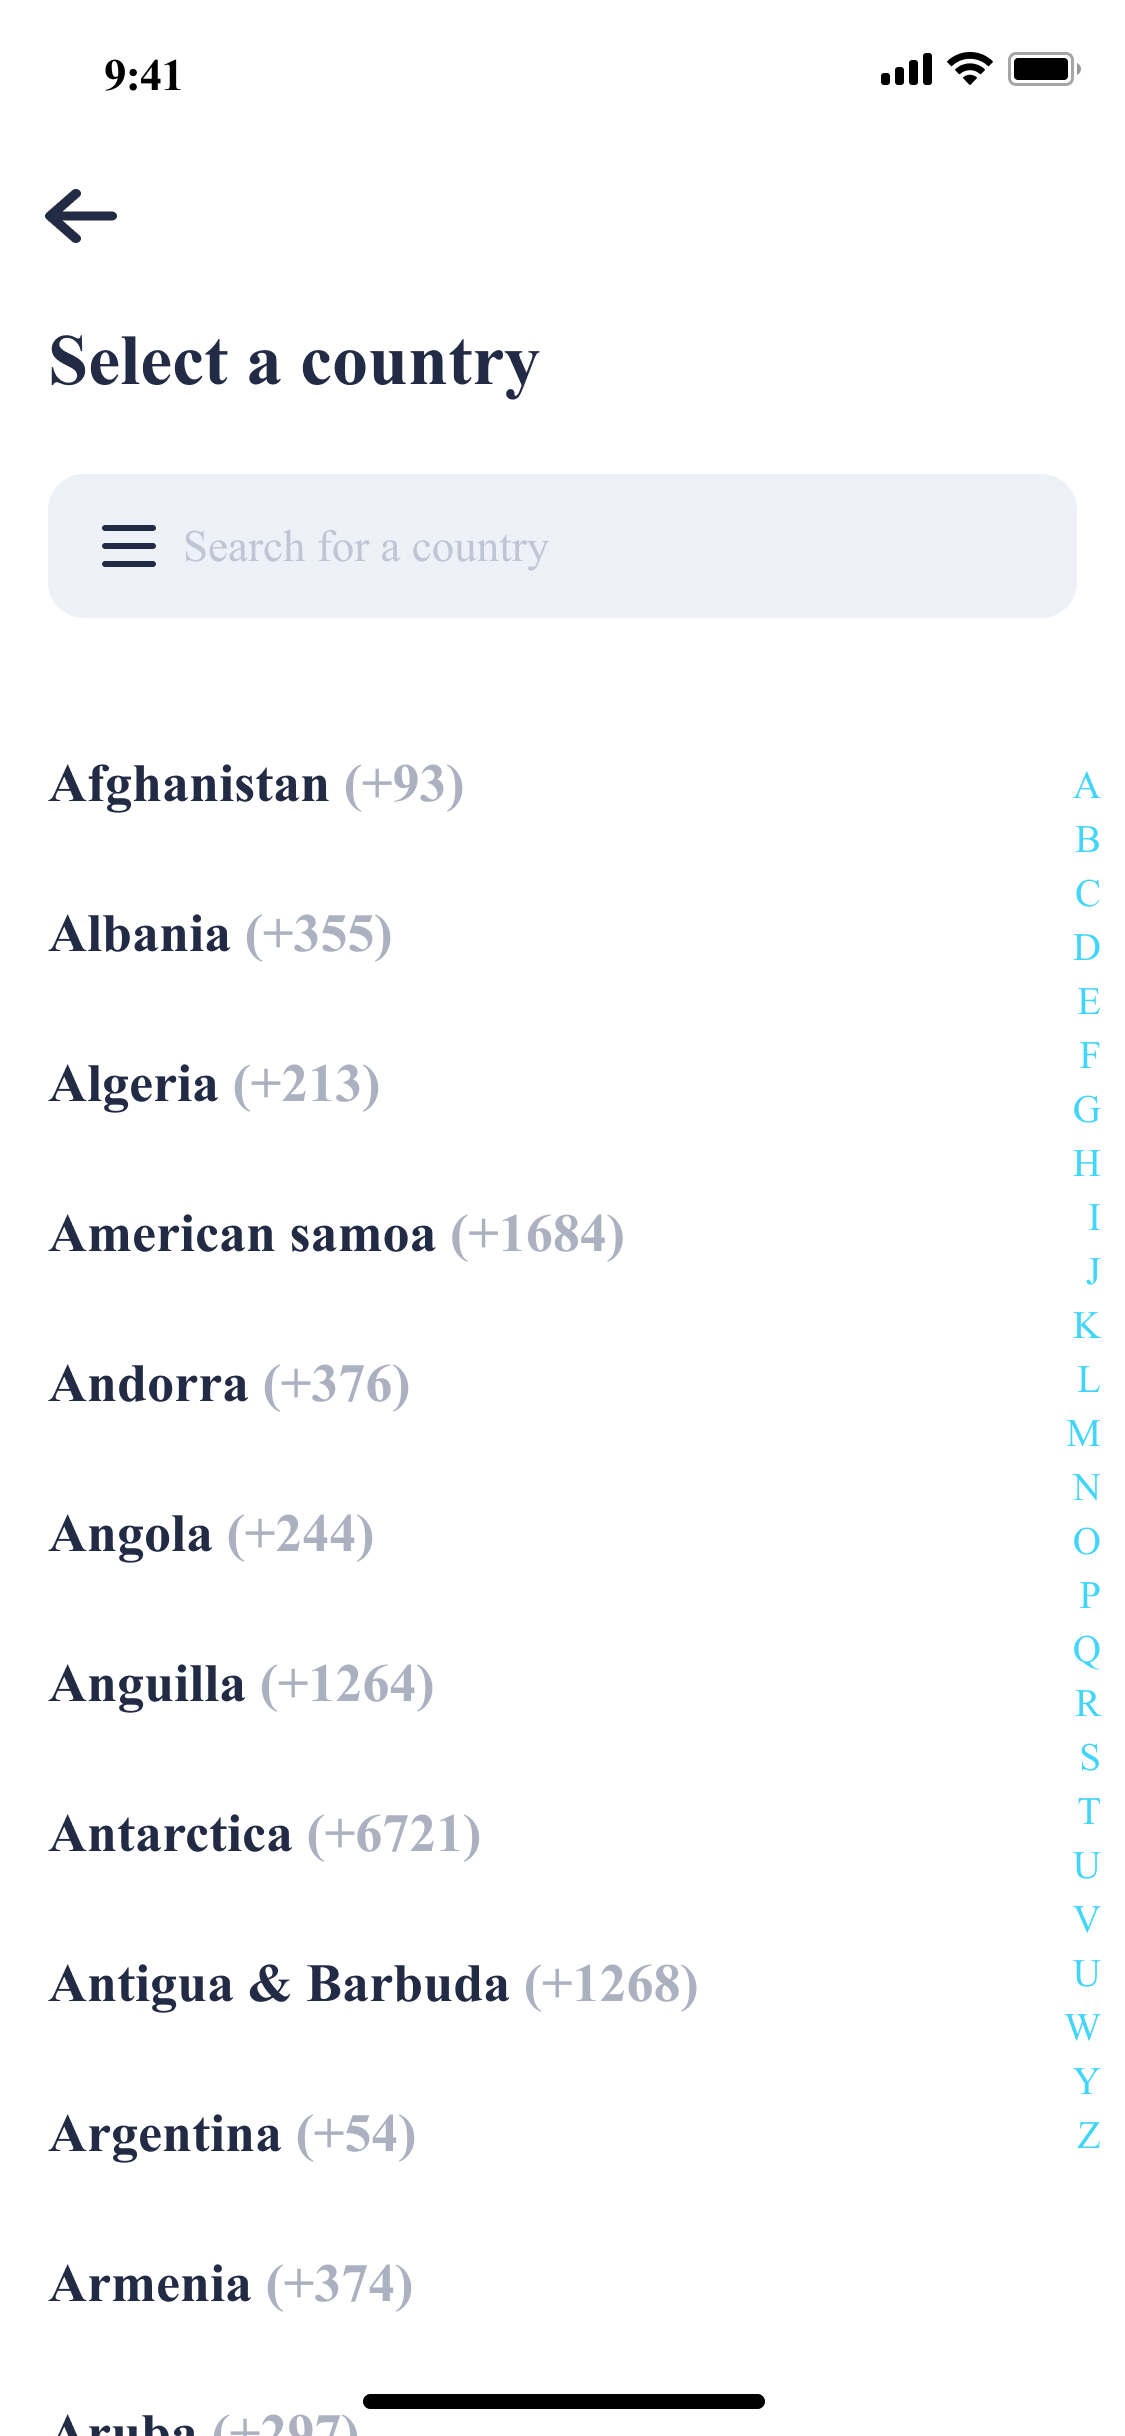 9:41
Select a country
Search for a country
Afghanistan (+93)
Albania (+355)
Algeria (+213)
American samoa (+1684)
Andorra (+376)
Angola (+244)
Anguilla (+1264)
Antarctica (+6721)
Antigua & Barbuda (+1268)
Argentina (+54)
Armenia (+374)
Aruba (+297)
A
B
C
D
E
F
G
H
I
J
K
L
M
N
O
P
Q
R
S
T
U
V
U
W
Y
Z